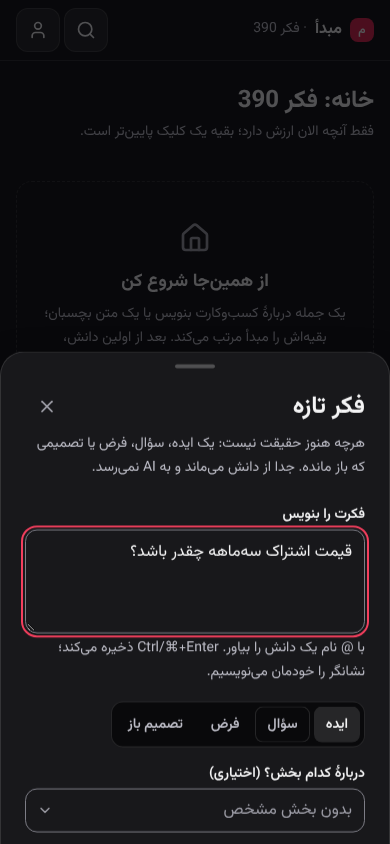 م مبدأ · فکر 390
خانه: فکر 390
فقط آنچه الان ارزش دارد؛ بقیه یک کلیک پایین‌تر است.
از همین‌جا شروع کن
یک جمله دربارهٔ کسب‌وکارت بنویس یا یک متن بچسبان؛
بقیه‌اش را مبدأ مرتب می‌کند. بعد از اولین دانش،
فکر تازه
هرچه هنوز حقیقت نیست: یک ایده، سؤال، فرض یا تصمیمی
که باز مانده. جدا از دانش می‌ماند و به AI نمی‌رسد.
فکرت را بنویس
قیمت اشتراک سه‌ماهه چقدر باشد؟
با @ نام یک دانش را بیاور. Ctrl/⌘+Enter ذخیره می‌کند؛
نشانگر را خودمان می‌نویسیم.
ایده سؤال فرض تصمیم باز
دربارهٔ کدام بخش؟ (اختیاری)
بدون بخش مشخص